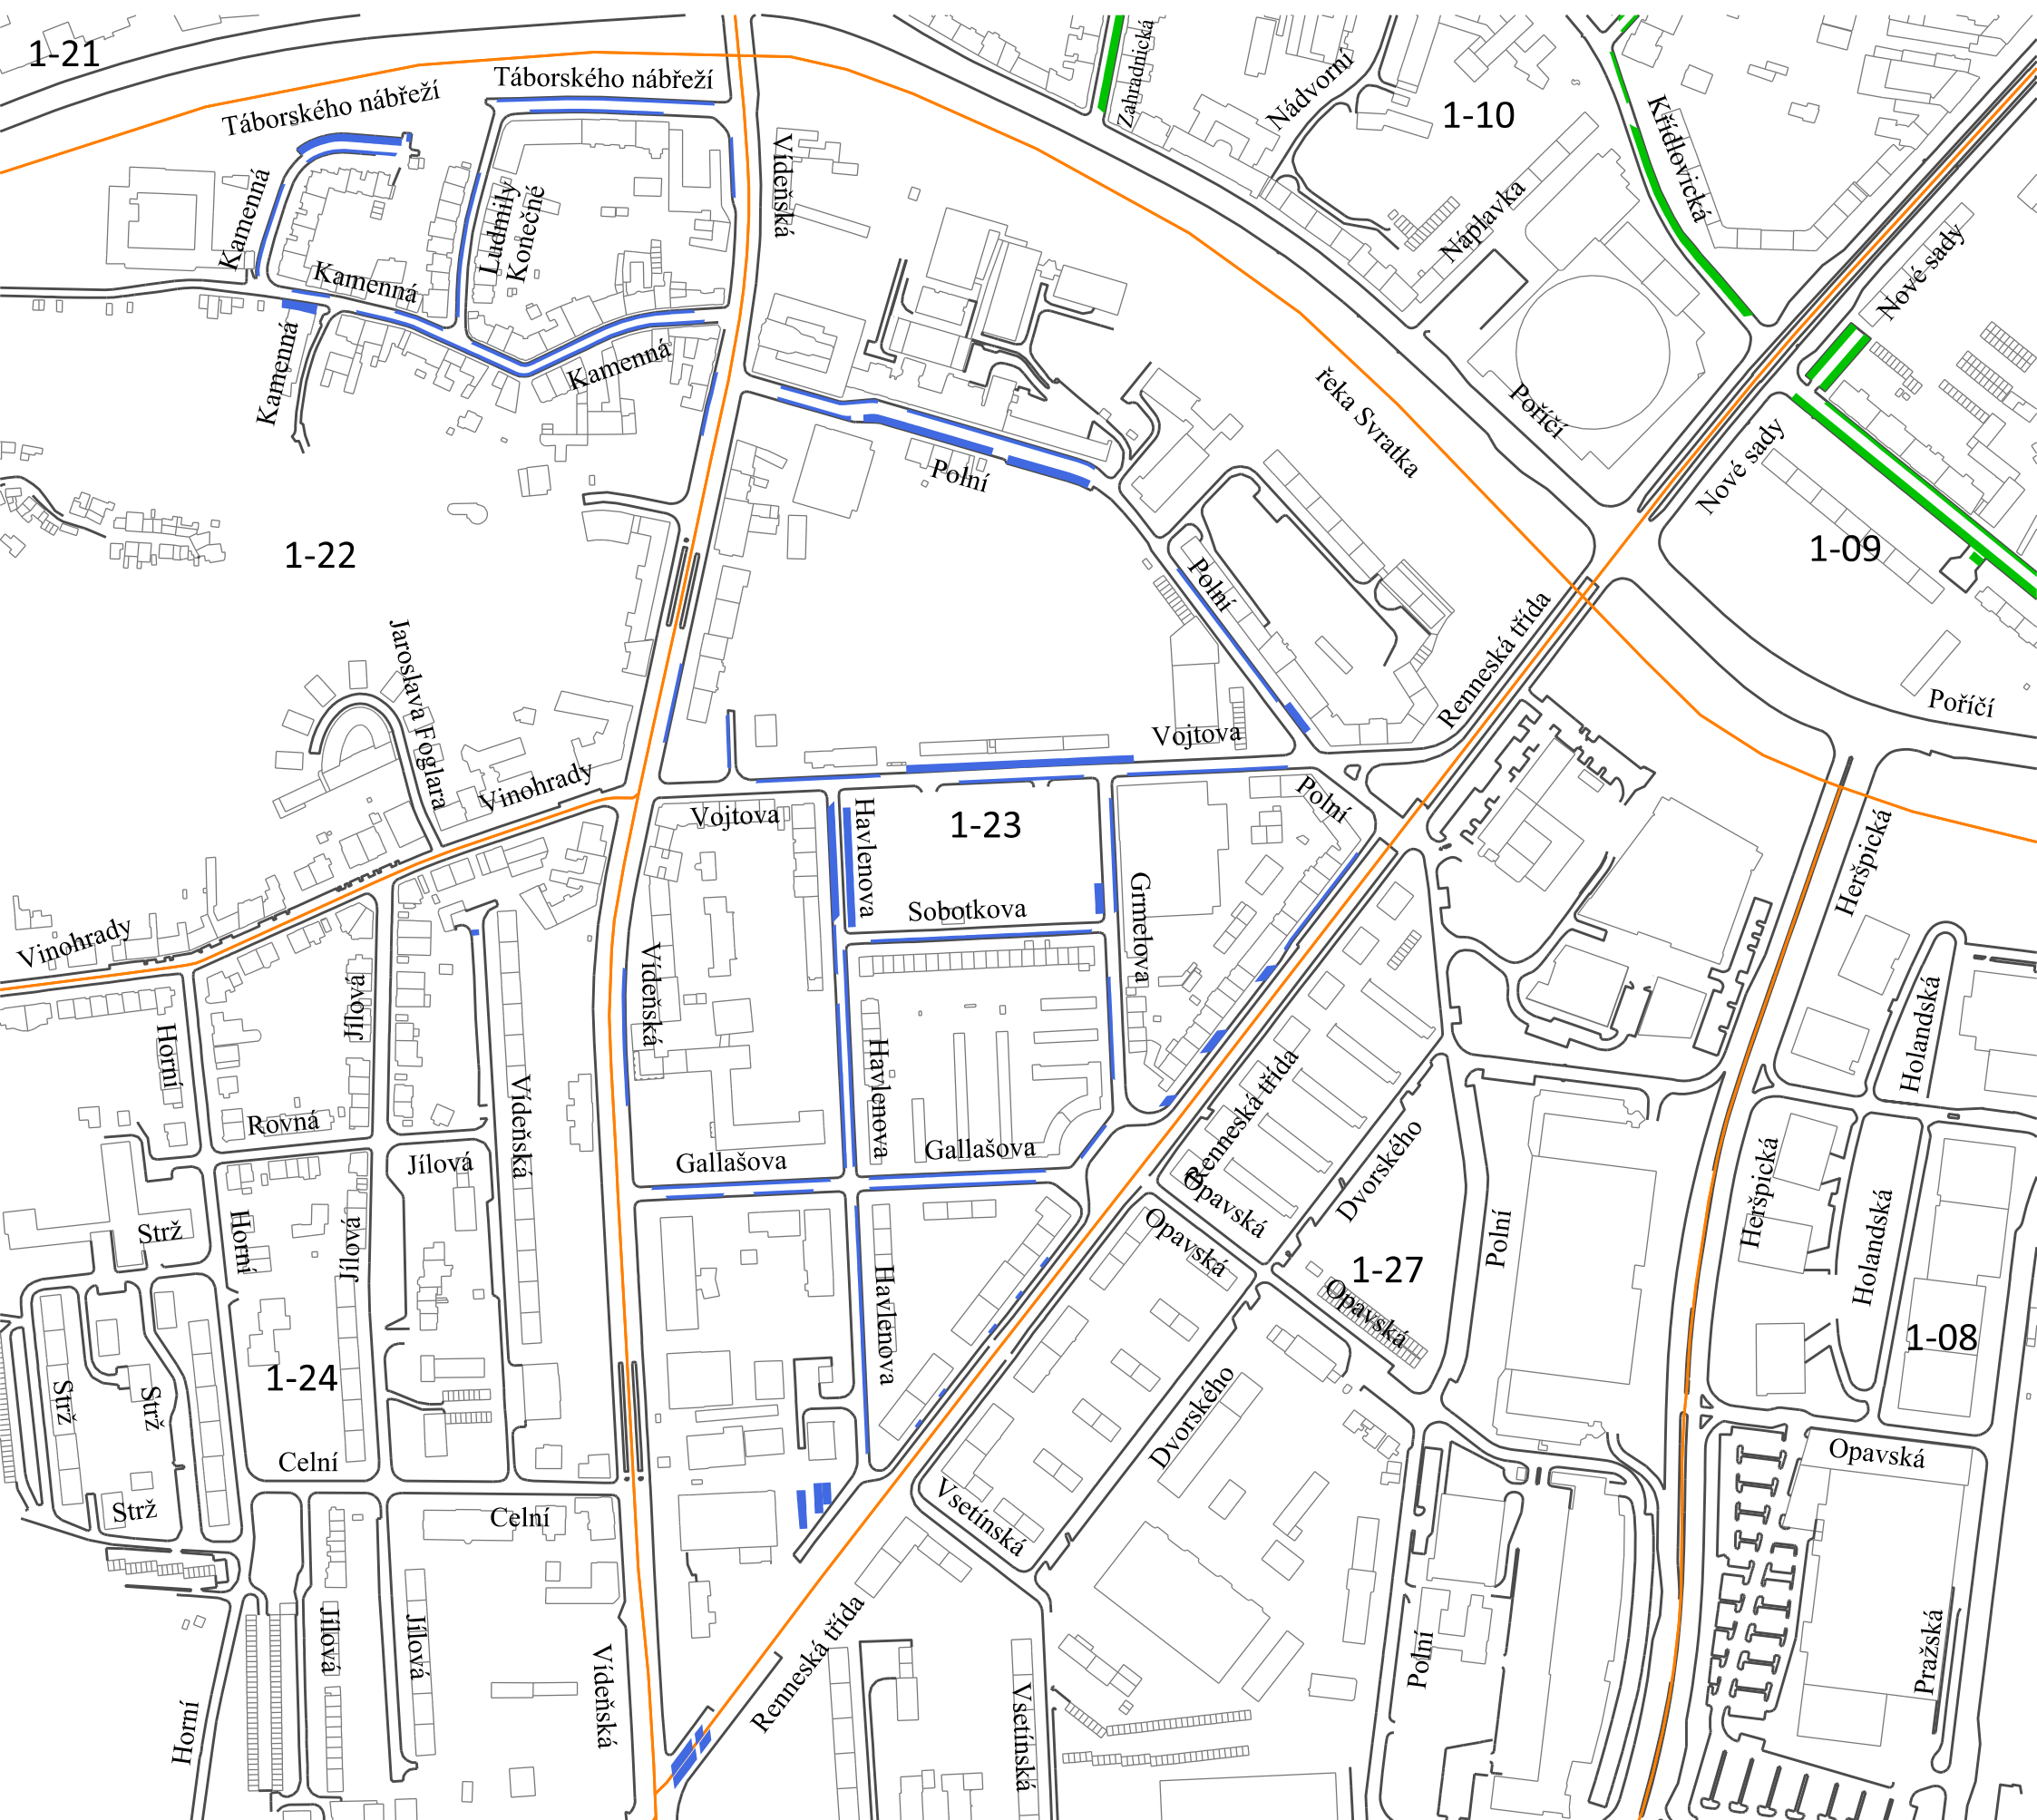 1-21
Táborského nábřeží
Táborského nábřeží
Zahradnická
Nádvorní
1-10
Křídlovická
Vídeňská
Kamenná
Ludmily
Konečné
Náplavka
Nové sady
Kamenná
Kamenná
Kamenná
řeka Svratka
Poříčí
Polní
Nové sady
1-22
1-09
Polní
Renneská třída
Jaroslava Foglara
Poříčí
Vojtova
Vinohrady
Vojtova
Havlenova
1-23
Polní
Heršpická
Grmelova
Sobotkova
Vinohrady
Vídeňská
Jílová
Horní
Holandská
Havlenova
Vídeňská
Renneská třída
Rovná
Jílová
Gallašova
Gallašova
Dvorského
Heršpická
Opavská
Strž
Horní
Jílová
Opavská
Polní
Holandská
1-27
Havlenova
Opavská
1-08
1-24
Strž
Strž
Dvorského
Celní
Opavská
Strž
Celní
Vsetínská
Renneská třída
Jílová
Jílová
Vídeňská
Polní
Pražská
Horní
Vsetínská